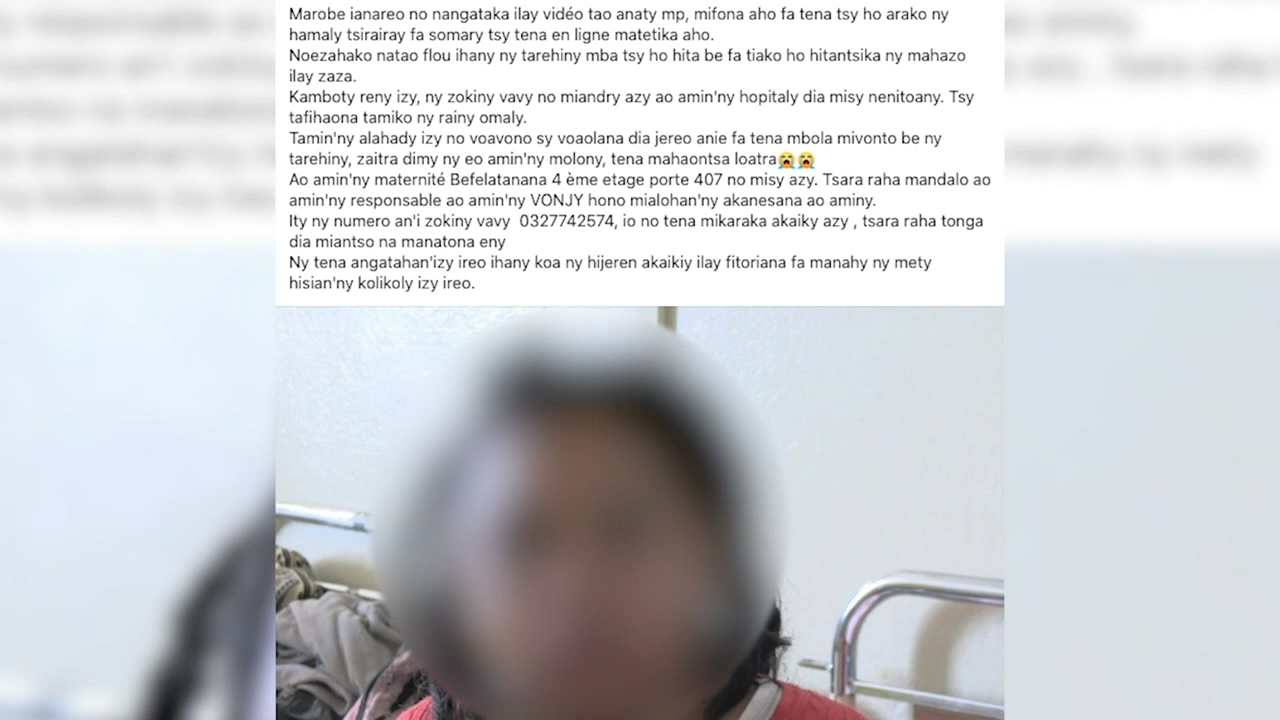 Marobe ianareo no nangataka ilay vidéo tao anaty mp, mifona aho fa tena tsy ho arako ny
hamaly tsirairay fa somary tsy tena en ligne matetika aho.
Noezahako natao flou ihany ny tarehiny mba tsy ho hita be fa tiako ho hitantsika ny mahazo
ilay zaza.
Kamboty reny izy, ny zokiny vavy no miandry azy ao amin'ny hopitaly dia misy nenitoany. Tsy
tafihaona tamiko ny rainy omaly.
Tamin'ny alahady izy no voavono sy voaolana dia jereo anie fa tena mbola mivonto be ny
tarehiny, zaitra dimy ny eo amin'ny molony, tena mahaontsa loatra😭😭
Ao amin'ny maternité Befelatanana 4 ème etage porte 407 no misy azy. Tsara raha mandalo ao
amin'ny responsable ao amin'ny VONJY hono mialohan'ny akanesana ao aminy.
Ity ny numero an'i zokiny vavy  0327742574, io no tena mikaraka akaiky azy , tsara raha tonga
dia miantso na manatona eny
Ny tena angatahan'izy ireo ihany koa ny hijeren akaikiy ilay fitoriana fa manahy ny mety
hisian'ny kolikoly izy ireo.